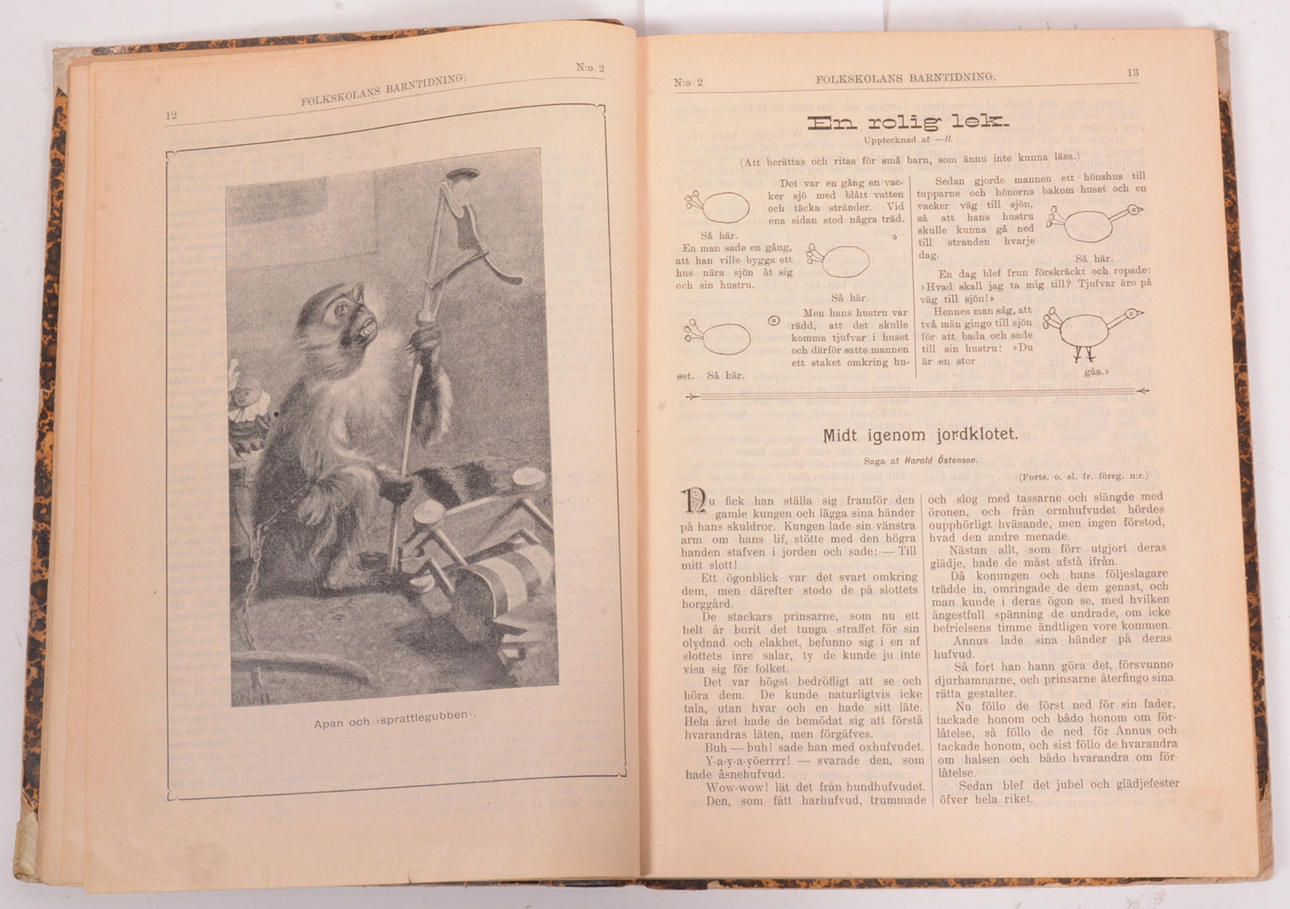 12
FOLKSKOLANS BARNTIDNING.
N:o 2
Apan och »sprattlegubben».
N:o 2
FOLKSKOLANS BARNTIDNING.
13
En rolig lek.
Upptecknad af —ll.
(Att berättas och ritas för små barn, som ännu inte kunna läsa.)
Det var en gång en vac-
ker sjö med blått vatten
och täcka stränder. Vid
ena sidan stod några träd.
Så här.
En man sade en gång,
att han ville bygga ett
hus nära sjön åt sig
och sin hustru.
Så här
Men hans hustru var
rädd, att det skulle
komma tjufvar i huset
och därför satte mannen
ett staket omkring hu-
set. Så här.
Sedan gjorde mannen ett hönshus till
tupparne och hönorna bakom huset och en
vacker väg till sjön,
så att hans hustru
skulle kunna gå ned
till stranden hvarje
dag.
Så här.
En dag blef frun förskräckt och ropade:
»Hvad skall jag ta mig till? Tjufvar äro på
väg till sjön!»
Hennes man såg, att
två män gingo till sjön
för att bada och sade
till sin hustru: »Du
är en stor
gås.»
Midt igenom jordklotet.
Saga af Harald Östenson.
(Forts. o. sl. fr. föreg. n:r.)
Nu fick han ställa sig framför den
gamle kungen och lägga sina händer
på hans skuldror. Kungen lade sin vänstra
arm om hans lif, stötte med den högra
handen stafven i jorden och sade: — Till
mitt slott!
Ett ögonblick var det svart omkring
dem, men därefter stodo de på slottets
borggård.
De stackars prinsarne, som nu ett
helt år burit det tunga straffet för sin
olydnad och elakhet, befunno sig i en af
slottets inre salar, ty de kunde ju inte
visa sig för folket.
Det var högst bedröfligt att se och
höra dem. De kunde naturligtvis icke
tala, utan hvar och en hade sitt läte.
Hela året hade de bemödat sig att förstå
hvarandras läten, men förgäfves.
Buh — buh! sade han med oxhufvudet.
Y-a-y-a-yöerrrr! — svarade den, som
hade åsnehufvud.
Wow-wow! lät det från hundhufvudet.
Den, som fått harhufvud, trummade
och slog med tassarne och slängde med
öronen, och från ormhufvudet hördes
oupphörligt hväsande, men ingen förstod,
hvad den andre menade.
Nästan allt, som förr utgjort deras
glädje, hade de måst afstå ifrån.
Då konungen och hans följeslagare
trädde in, omringade de dem genast, och
man kunde i deras ögon se, med hvilken
ångestfull spänning de undrade, om icke
befrielsens timme ändtligen vore kommen.
Annus lade sina händer på deras
hufvud.
Så fort han hann göra det, försvunno
djurhamnarne, och prinsarne återfingo sina
rätta gestalter.
Nu föllo de först ned för sin fader,
tackade honom och bådo honom om för-
låtelse, så föllo de ned för Annus och
tackade honom, och sist föllo de hvarandra
om halsen och bådo hvarandra om för-
låtelse.
Sedan blef det jubel och glädjefester
öfver hela riket.